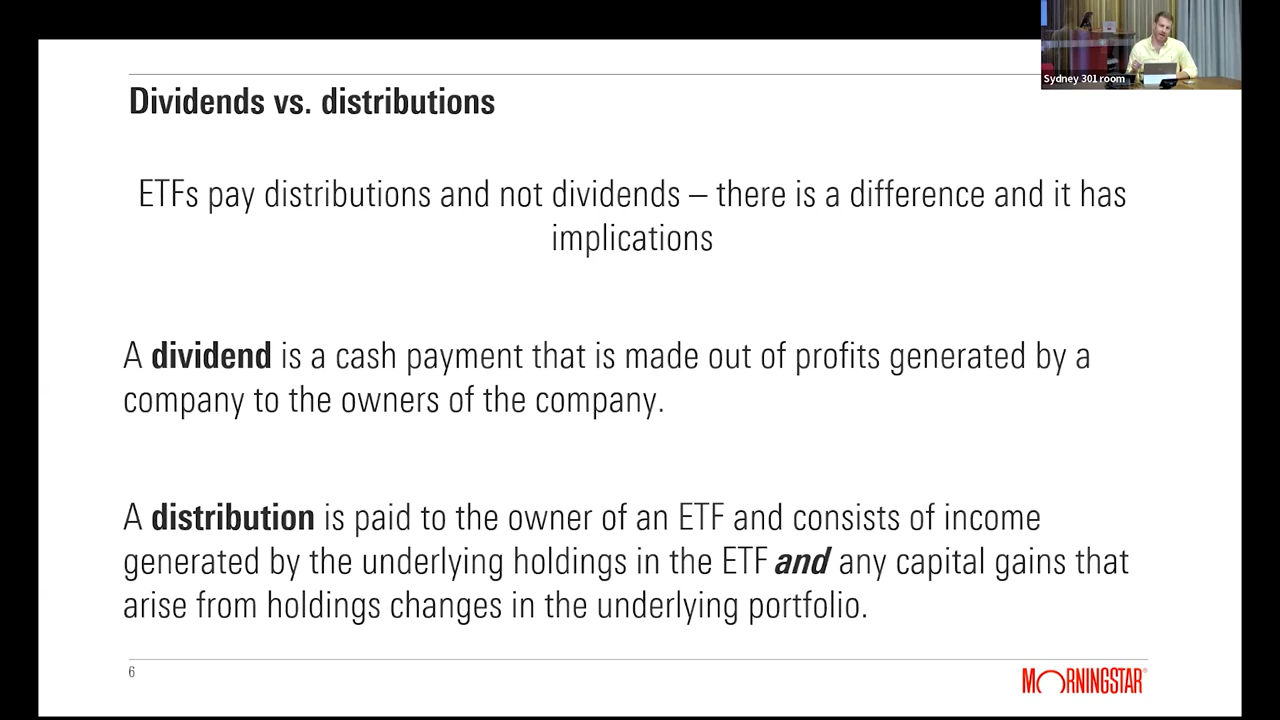 Sydney 301 room
Dividends vs. distributions
ETFs pay distributions and not dividends – there is a difference and it has
implications
A dividend is a cash payment that is made out of profits generated by a
company to the owners of the company.
A distribution is paid to the owner of an ETF and consists of income
generated by the underlying holdings in the ETF and any capital gains that
arise from holdings changes in the underlying portfolio.
6
MORNINGSTAR®